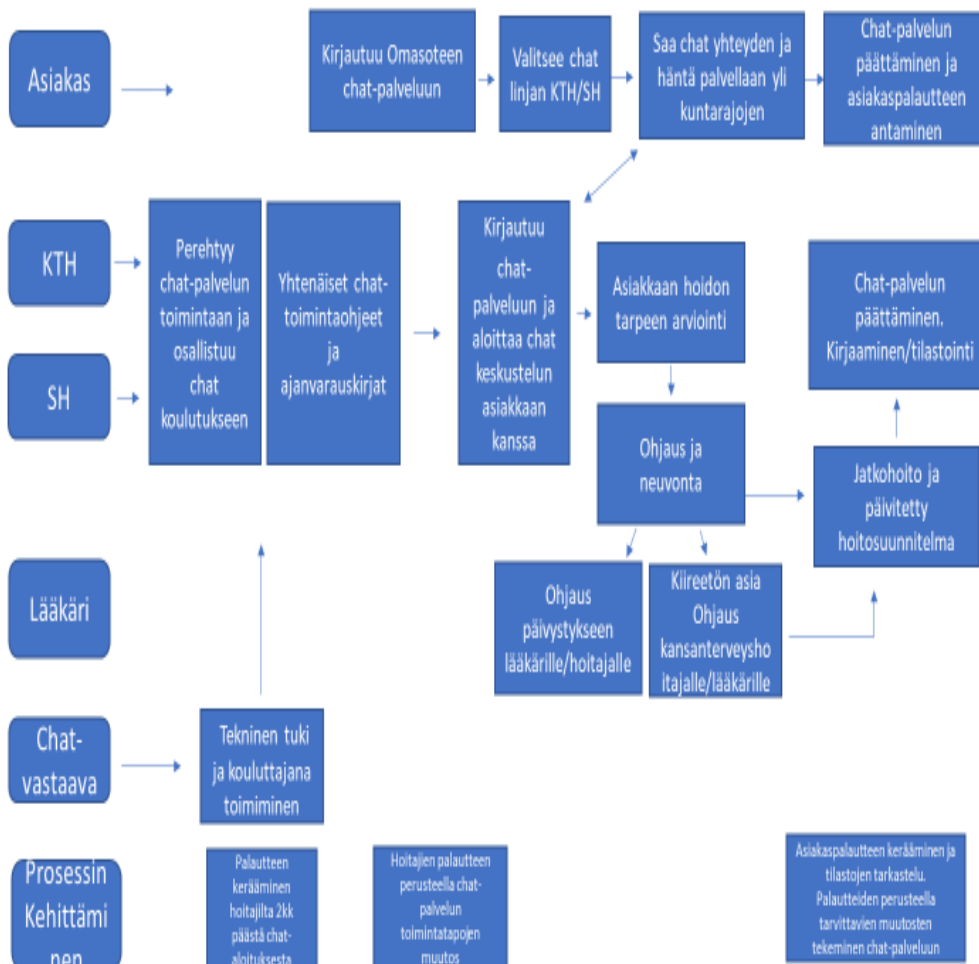 Asiakas
Kirjautuu Omasoteen
chat-palveluun
Valitsee chat
linjan KTH/SH
Saa chat yhteyden ja
häntä palvellaan yli
kuntarajojen
Chat-palvelun
päättäminen ja
asiakaspalautteen
antaminen
KTH
SH
Perehtyy
chat-palvelun
toimintaan ja
osallistuu
chat
koulutukseen
Yhtenäiset chat-
toimintaohjeet
ja
ajanvarauskirjat
Kirjautuu
chat-
palveluun ja
aloittaa chat
keskustelun
asiakkaan
kanssa
Asiakkaan hoidon
tarpeen arviointi
Chat-palvelun
päättäminen.
Kirjaaminen/tilastointi
Ohjaus ja
neuvonta
Jatkohoito ja
päivitetty
hoitosuunnitelma
Lääkäri
Ohjaus
päivystykseen
lääkärille/hoitajalle
Kiireetön asia
Ohjaus
kansanterveysho
itajalle/lääkärille
Chat-
vastaava
Tekninen tuki
ja kouluttajana
toimiminen
Prosessin
Kehittämi
nen
Palautteen
kerääminen
hoitajilta 2kk
päästä chat-
aloituksesta
Hoitajien palautteen
perusteella chat-
palvelun
toimintatapojen
muutos
Asiakaspalautteen kerääminen ja
tilastojen tarkastelu.
Palautteiden perusteella
tarvittavien muutosten
tekeminen chat-palveluun